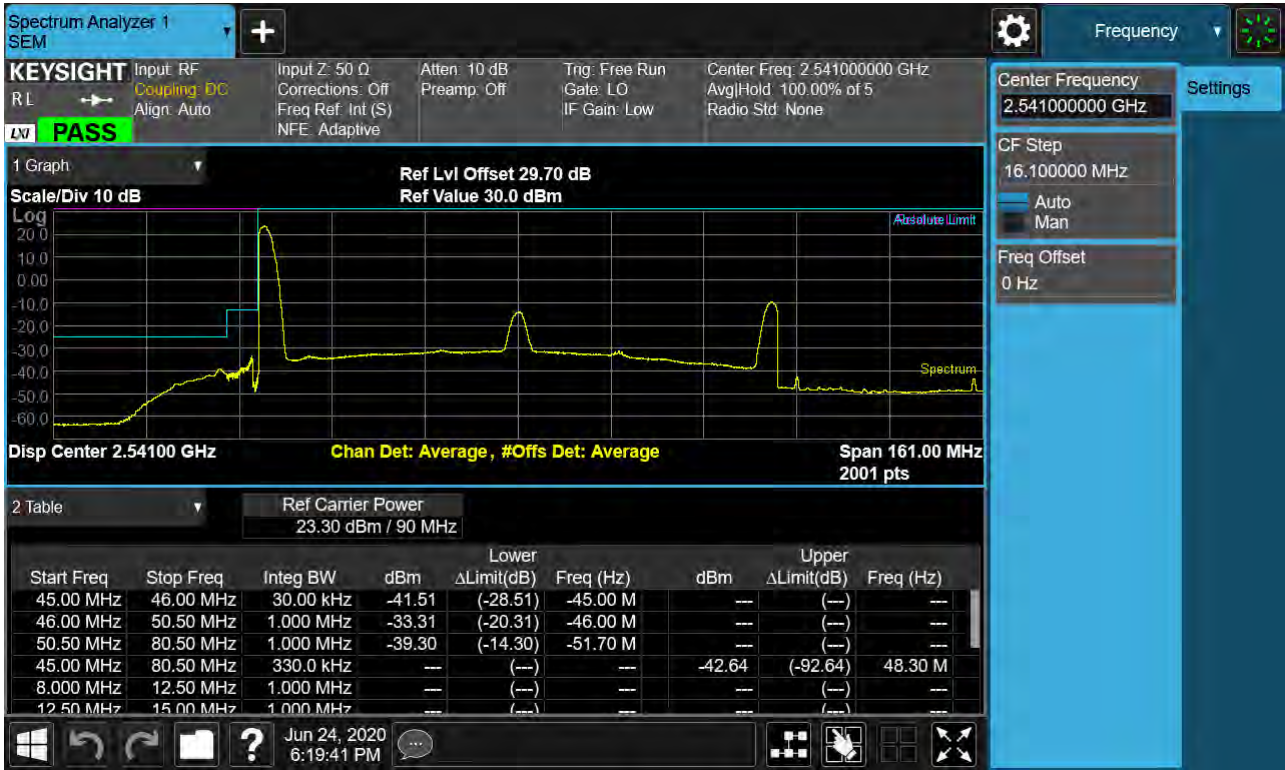 Spectrum Analyzer 1
SEM
Frequency
KEYSIGHT
R L
LXI
PASS
Input: RF
Coupling: DC
Align: Auto
Input Z: 50 Ω
Corrections: Off
Freq Ref: Int (S)
NFE: Adaptive
Atten: 10 dB
Preamp: Off
Trig: Free Run
Gate: LO
IF Gain: Low
Center Freq: 2.541000000 GHz
Avg|Hold: 100.00% of 5
Radio Std: None
Center Frequency
2.541000000 GHz
Settings
CF Step
16.100000 MHz
Auto
Man
Freq Offset
0 Hz
1 Graph
Scale/Div 10 dB
Ref Lvl Offset 29.70 dB
Ref Value 30.0 dBm
Log
Absolute Limit
20.0
10.0
0.00
-10.0
-20.0
-30.0
-40.0
-50.0
-60.0
Spectrum
Disp Center 2.54100 GHz
Chan Det: Average, #Offs Det: Average
Span 161.00 MHz
2001 pts
2 Table
Ref Carrier Power
23.30 dBm / 90 MHz
Lower Upper
Start Freq Stop Freq Integ BW dBm ΔLimit(dB) Freq (Hz) dBm ΔLimit(dB) Freq (Hz)
45.00 MHz 46.00 MHz 30.00 kHz -41.51 (-28.51) -45.00 M --- (---) ---
46.00 MHz 50.50 MHz 1.000 MHz -33.31 (-20.31) -46.00 M --- (---) ---
50.50 MHz 80.50 MHz 1.000 MHz -39.30 (-14.30) -51.70 M --- (---) ---
45.00 MHz 80.50 MHz 330.0 kHz --- (---) --- -42.64 (-92.64) 48.30 M
8.000 MHz 12.50 MHz 1.000 MHz --- (---) --- --- (---) ---
12.50 MHz 15.00 MHz 1.000 MHz --- (---) --- --- (---) ---
?
Jun 24, 2020
6:19:41 PM